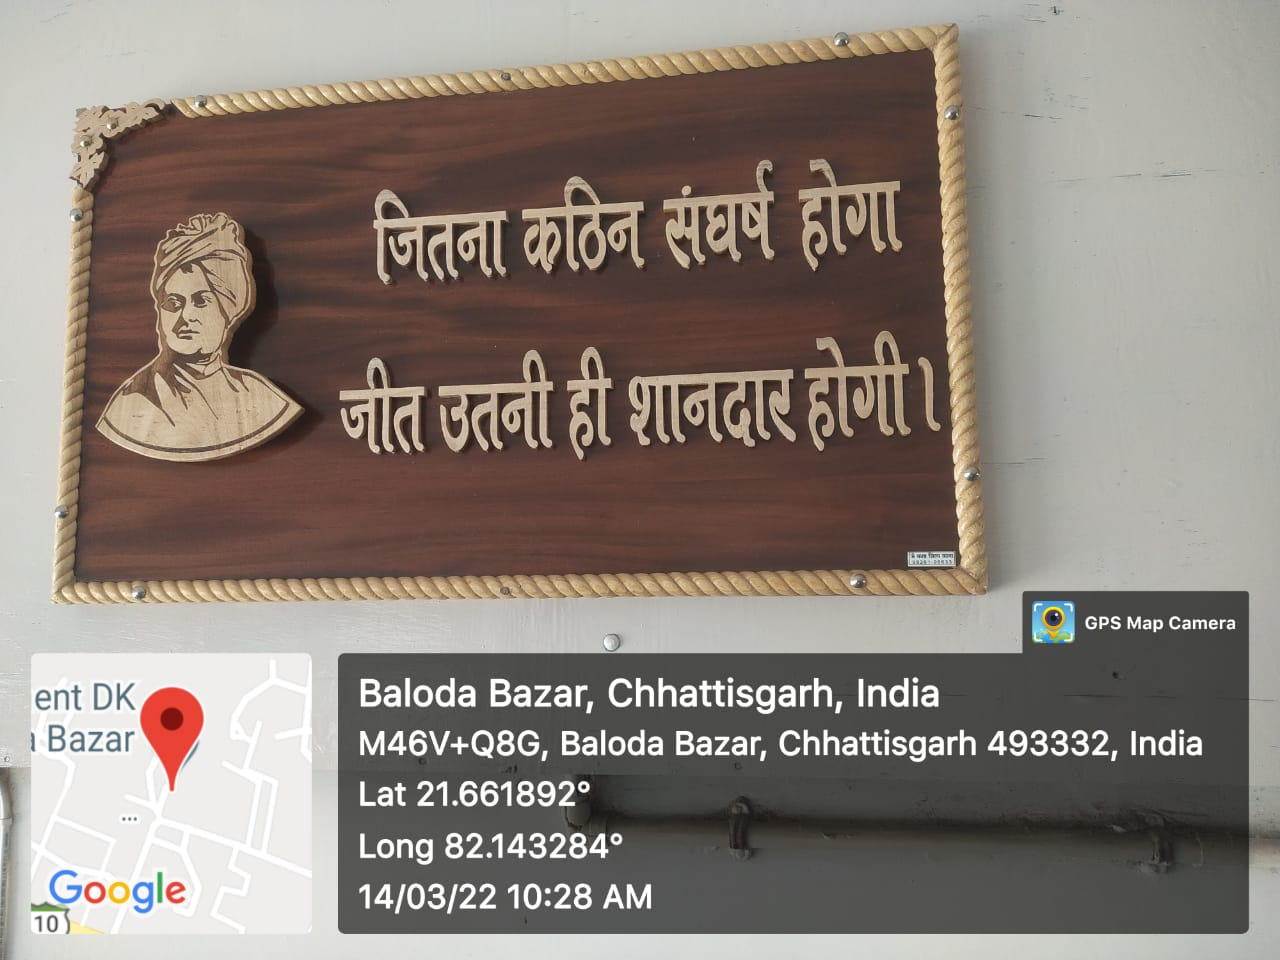 जितना कठिन संघर्ष होगा
जीत उतनी ही शानदार होगी।
GPS Map Camera
ent DK
Bazar
Google
10
Baloda Bazar, Chhattisgarh, India
M46V+Q8G, Baloda Bazar, Chhattisgarh 493332, India
Lat 21.661892°
Long 82.143284°
14/03/22 10:28 AM